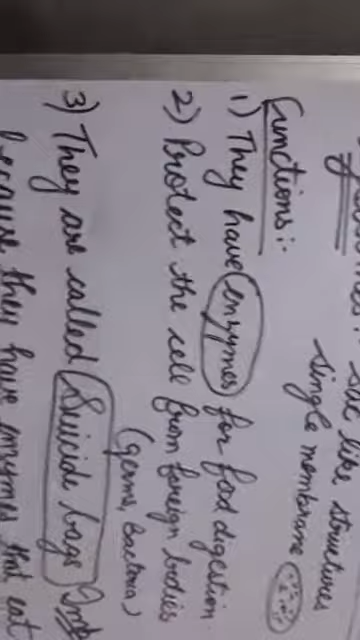 like structures
single membrane
Functions:-
1) They have enzymes for food digestion
2) Protect the cell from foreign bodies
(germs, bacteria)
3) They are called Suicide bags Imp
because they have enzymes that eat